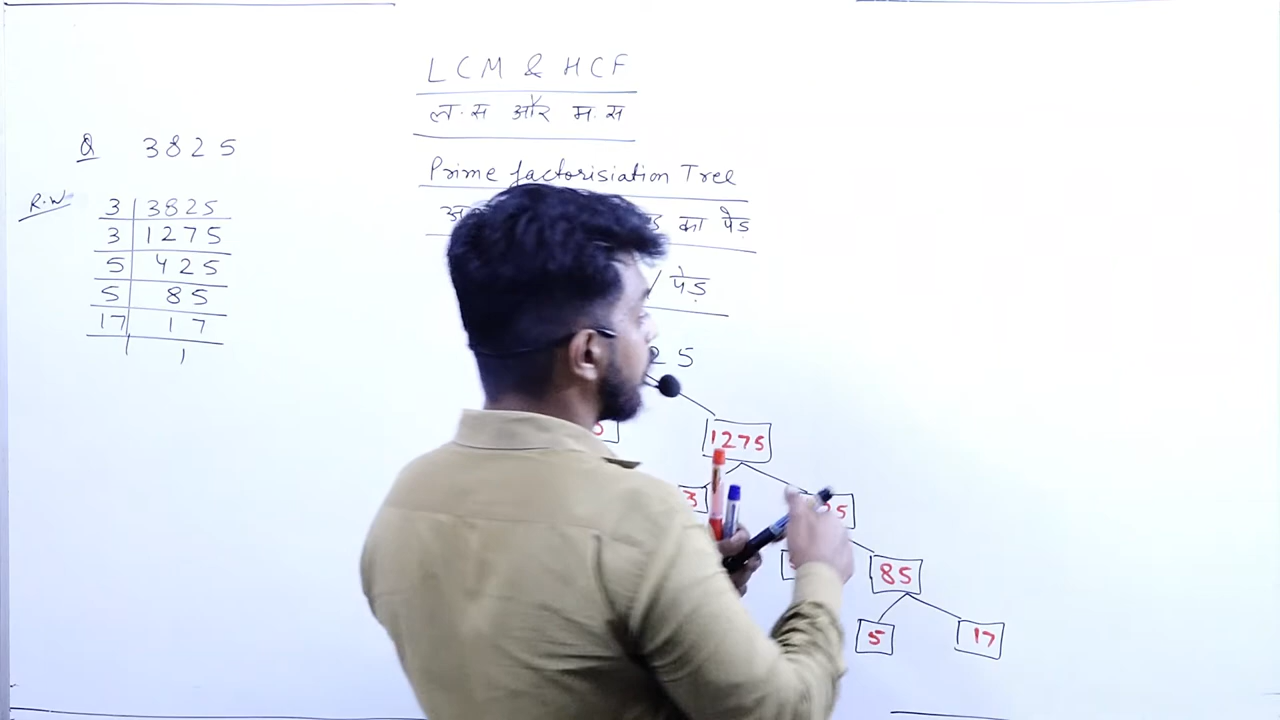 LCM & HCF
ल.स और म.स
Prime factorisiation Tree
का पेड़
/ पेड़
Q 3825
R.W
3 3825
3 1275
5 425
5 85
17 17
1
25
1275
3
5
85
5 17